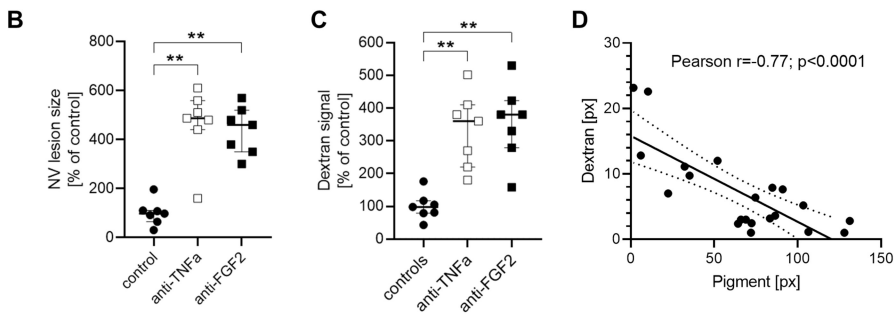 B
NV lesion size
[% of control]
800
600
400
200
0
**
**
control
anti-TNFa
anti-FGF2
C
Dextran signal
[% of control]
600
500
400
300
200
100
0
**
**
controls
anti-TNFa
anti-FGF2
D
Pearson r=-0.77; p<0.0001
Dextran [px]
30
20
10
0
0 50 100 150
Pigment [px]